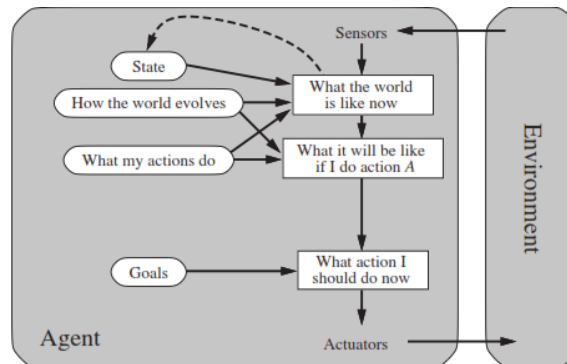 Sensors
State
What the world
is like now
How the world evolves
What my actions do
What it will be like
if I do action A
Goals
What action I
should do now
Agent
Actuators
Environment